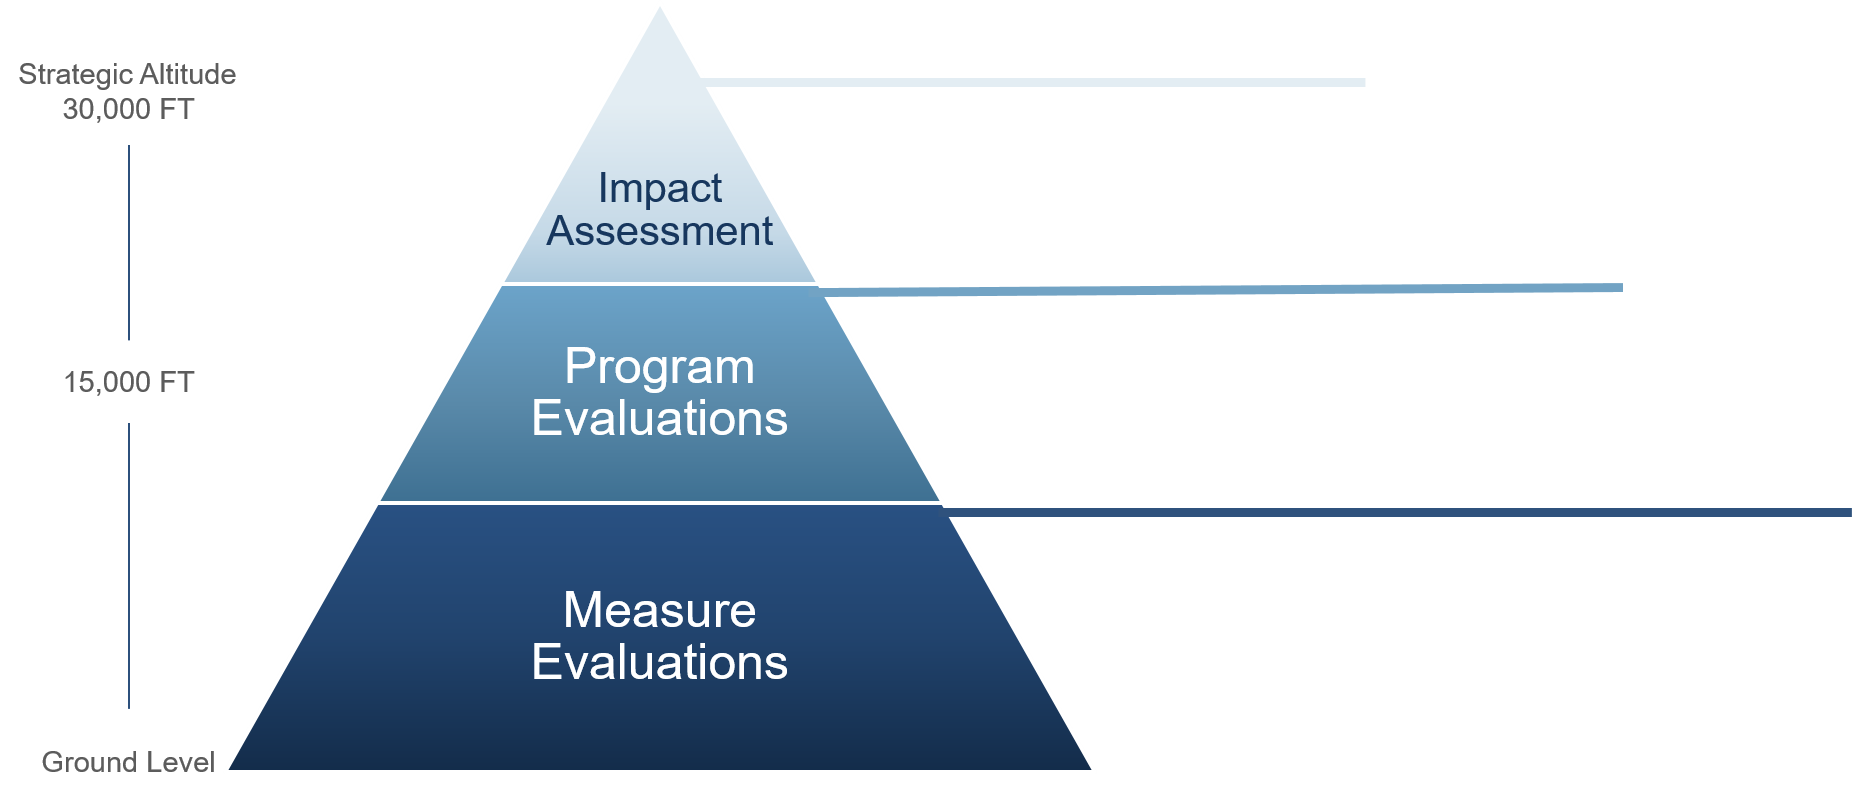 Strategic Altitude
30,000 FT
Impact
Assessment
15,000 FT
Program
Evaluations
Measure
Evaluations
Ground Level